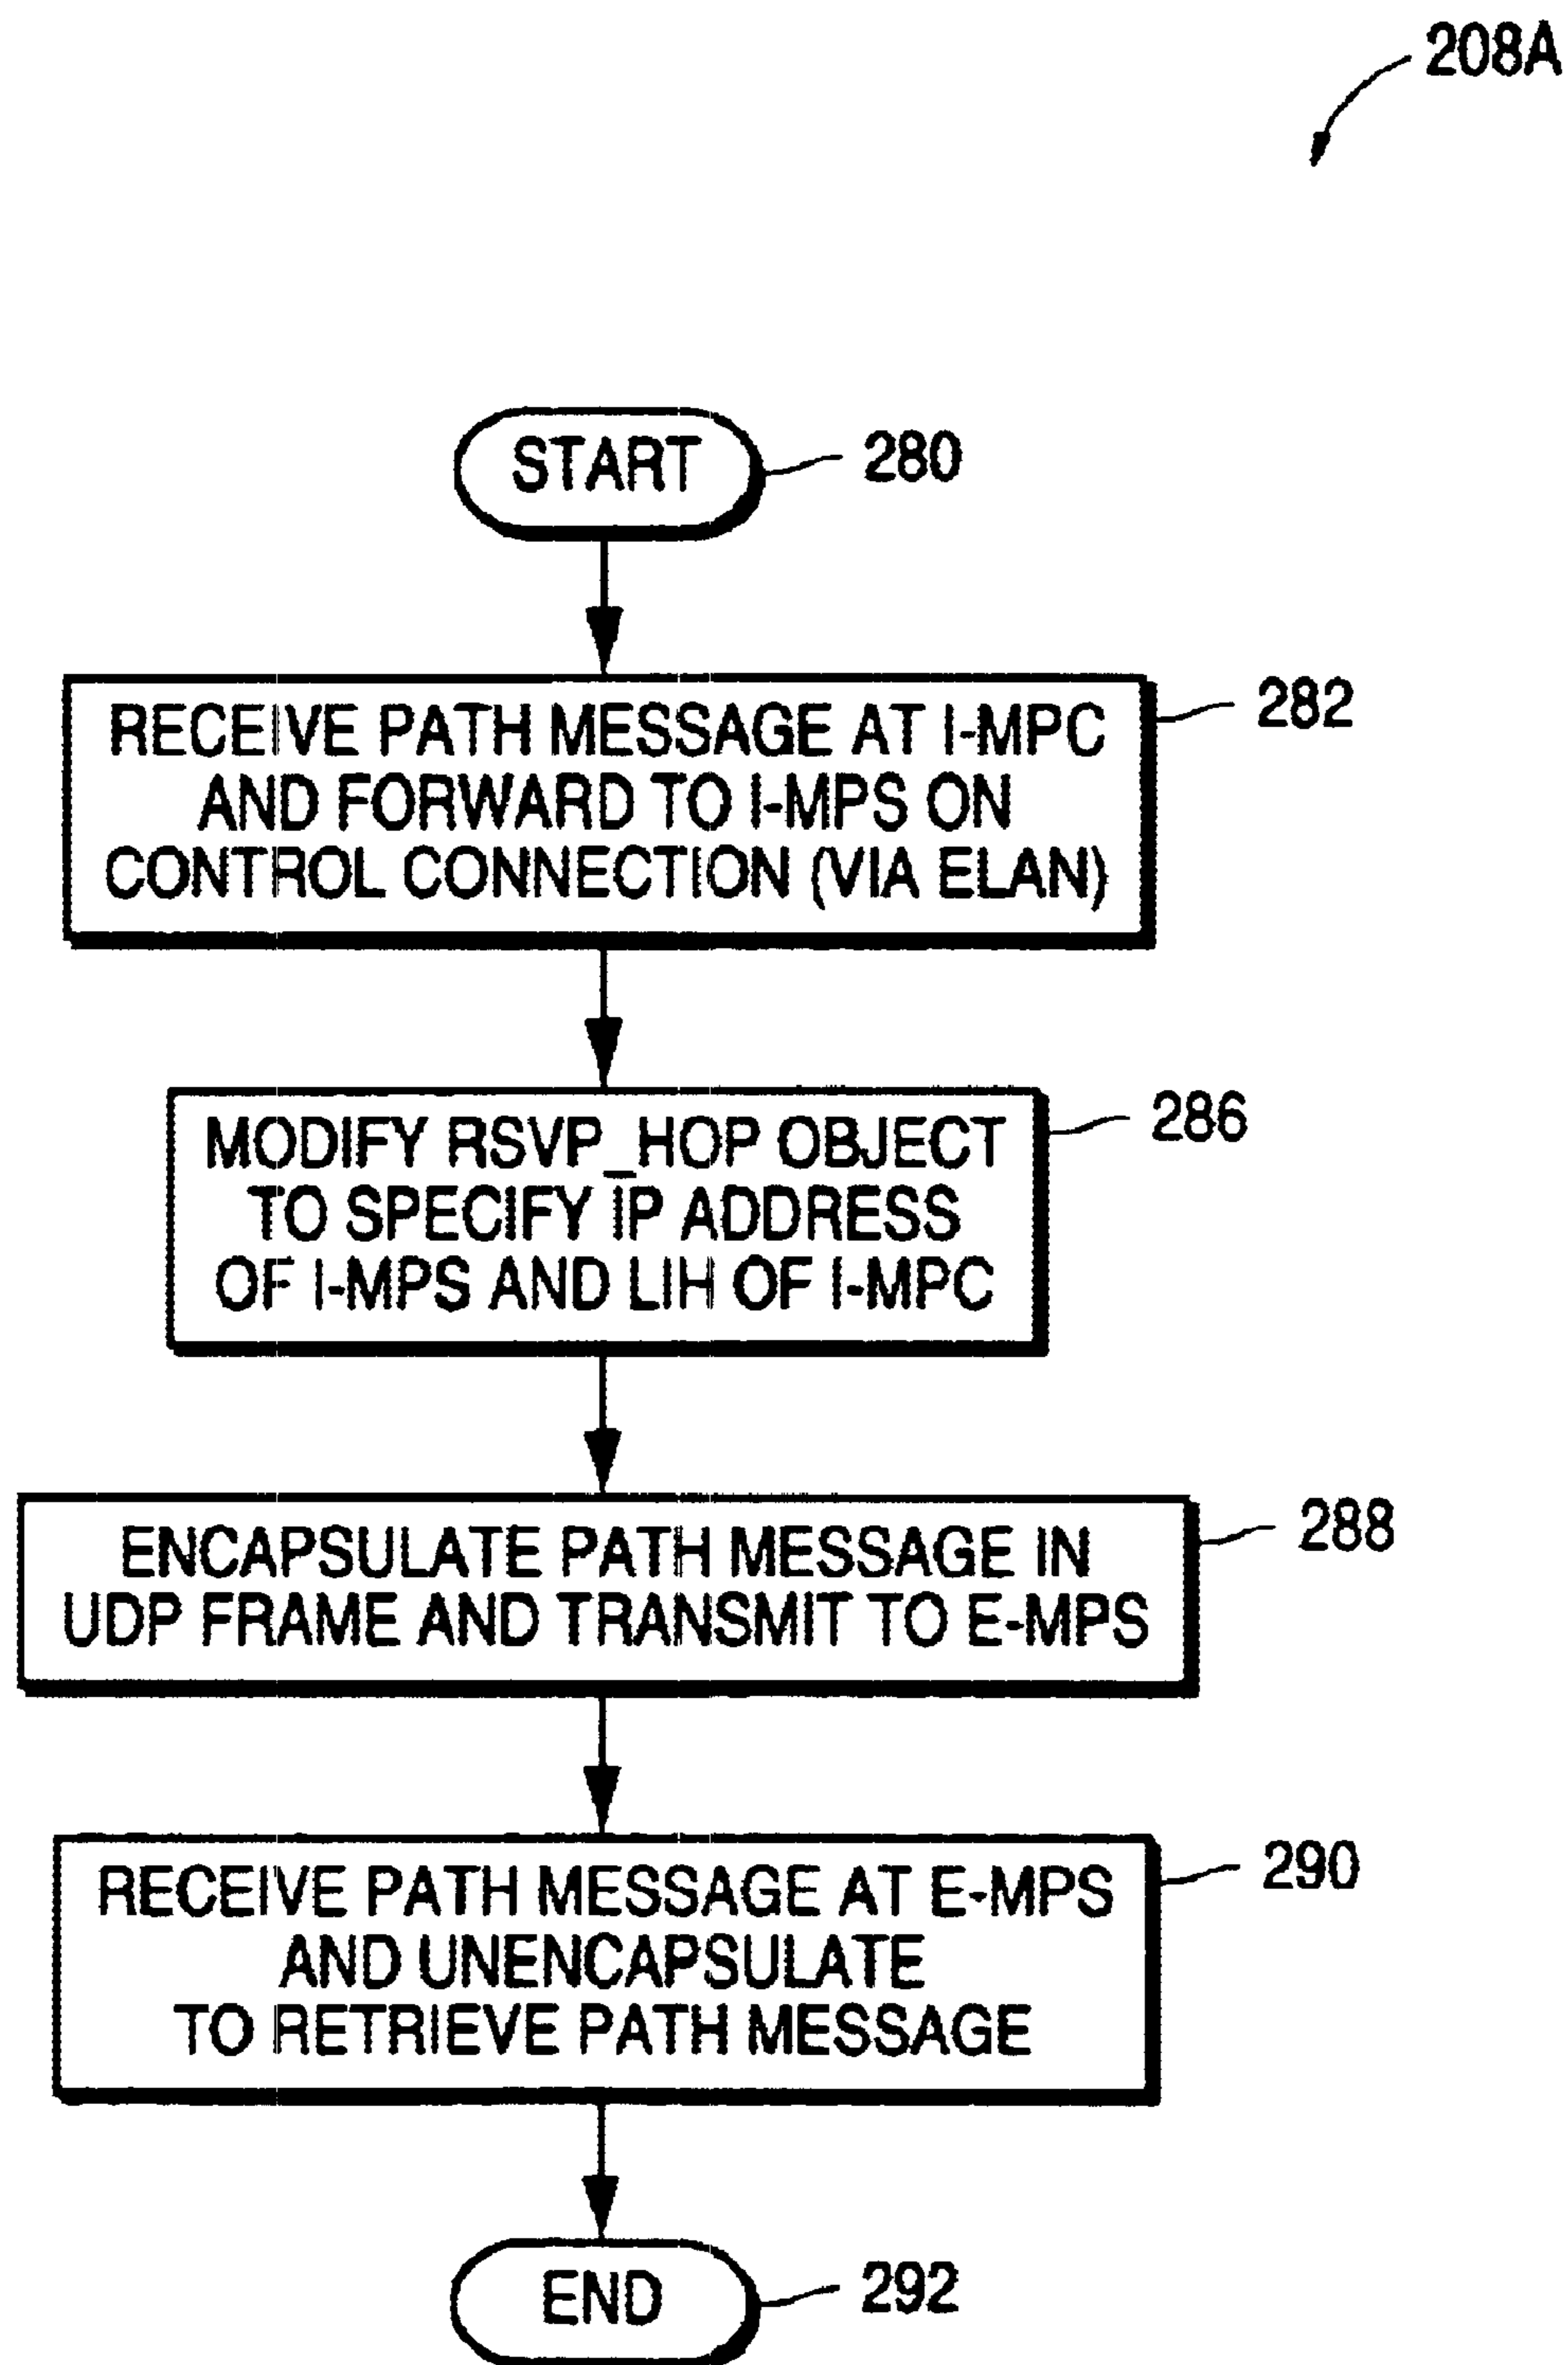 208A
START
280
RECEIVE PATH MESSAGE AT I-MPC
AND FORWARD TO I-MPS ON
CONTROL CONNECTION (VIA ELAN)
282
MODIFY RSVP_HOP OBJECT
TO SPECIFY IP ADDRESS
OF I-MPS AND LIH OF I-MPC
286
ENCAPSULATE PATH MESSAGE IN
UDP FRAME AND TRANSMIT TO E-MPS
288
RECEIVE PATH MESSAGE AT E-MPS
AND UNENCAPSULATE
TO RETRIEVE PATH MESSAGE
290
END
292